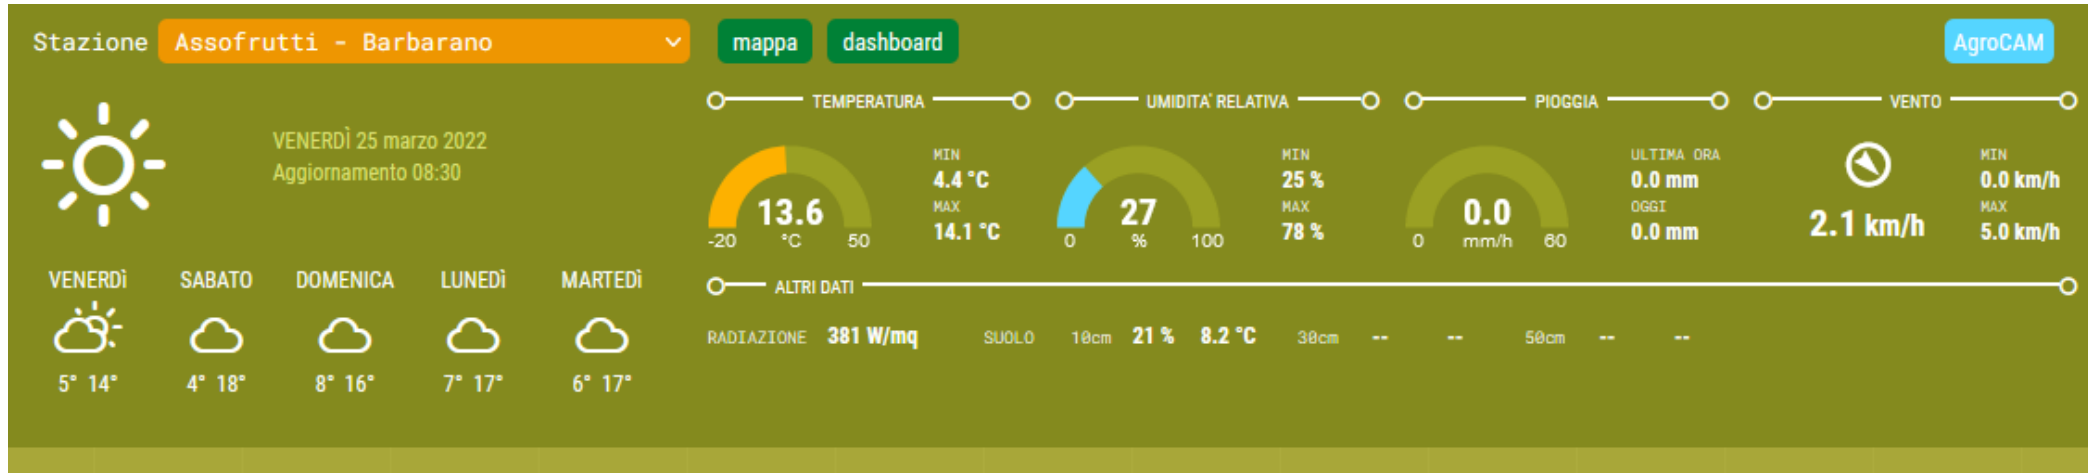 Stazione Assofrutti - Barbarano mappa dashboard AgroCAM
VENERDÌ 25 marzo 2022
Aggiornamento 08:30
VENERDÌ SABATO DOMENICA LUNEDÌ MARTEDÌ
5° 14° 4° 18° 8° 16° 7° 17° 6° 17°
TEMPERATURA
13.6
-20 °C 50
MIN
4.4 °C
MAX
14.1 °C
UMIDITA' RELATIVA
27
0 % 100
MIN
25 %
MAX
78 %
PIOGGIA
0.0
0 mm/h 60
ULTIMA ORA
0.0 mm
OGGI
0.0 mm
VENTO
2.1 km/h
MIN
0.0 km/h
MAX
5.0 km/h
ALTRI DATI
RADIAZIONE 381 W/mq SUOLO 10cm 21 % 8.2 °C 30cm -- -- 50cm -- --